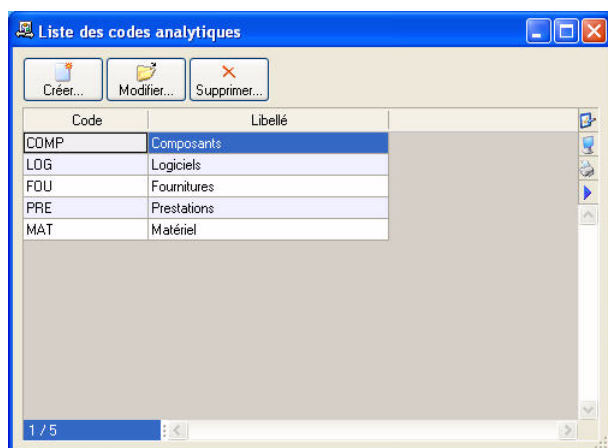 Liste des codes analytiques
Créer... Modifier... Supprimer...
Code Libellé
COMP Composants
LOG Logiciels
FOU Fournitures
PRE Prestations
MAT Matériel
1 / 5